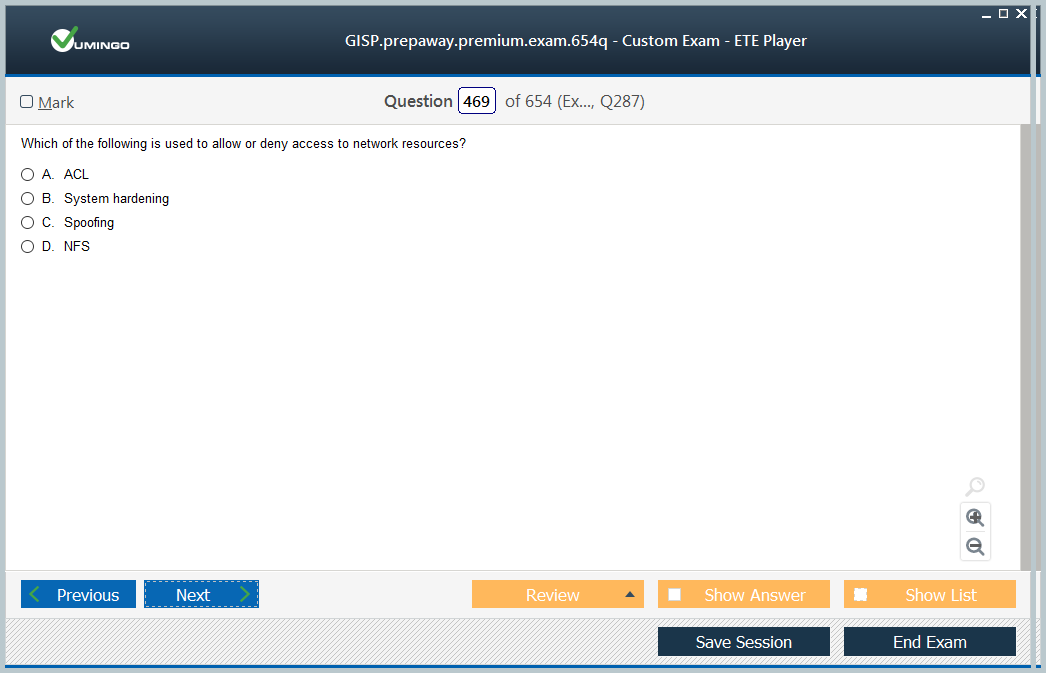 VUMINGO
GISP.prepaway.premium.exam.654q - Custom Exam - ETE Player
Mark
Question 469 of 654 (Ex..., Q287)
Which of the following is used to allow or deny access to network resources?
A. ACL
B. System hardening
C. Spoofing
D. NFS
Previous
Next
Review
Show Answer
Show List
Save Session
End Exam